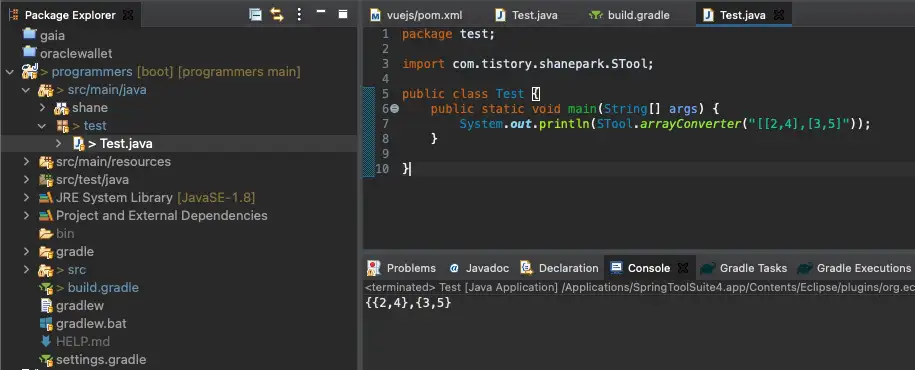 Package Explorer
gaia
oraclewallet
> programmers [boot] [programmers main]
> src/main/java
shane
> test
> Test.java
src/main/resources
src/test/java
JRE System Library [JavaSE-1.8]
Project and External Dependencies
bin
gradle
> src
> build.gradle
gradlew
gradlew.bat
HELP.md
settings.gradle
vuejs/pom.xml
Test.java
build.gradle
Test.java
1 package test;
2
3 import com.tistory.shanepark.STool;
4
5 public class Test {
6 public static void main(String[] args) {
7 System.out.println(STool.arrayConverter("[[2,4],[3,5]"));
8 }
9
10 }
Problems
Javadoc
Declaration
Console
Gradle Tasks
Gradle Executions
<terminated> Test [Java Application] /Applications/SpringToolSuite4.app/Contents/Eclipse/plugins/org.ec
{{2,4},{3,5}